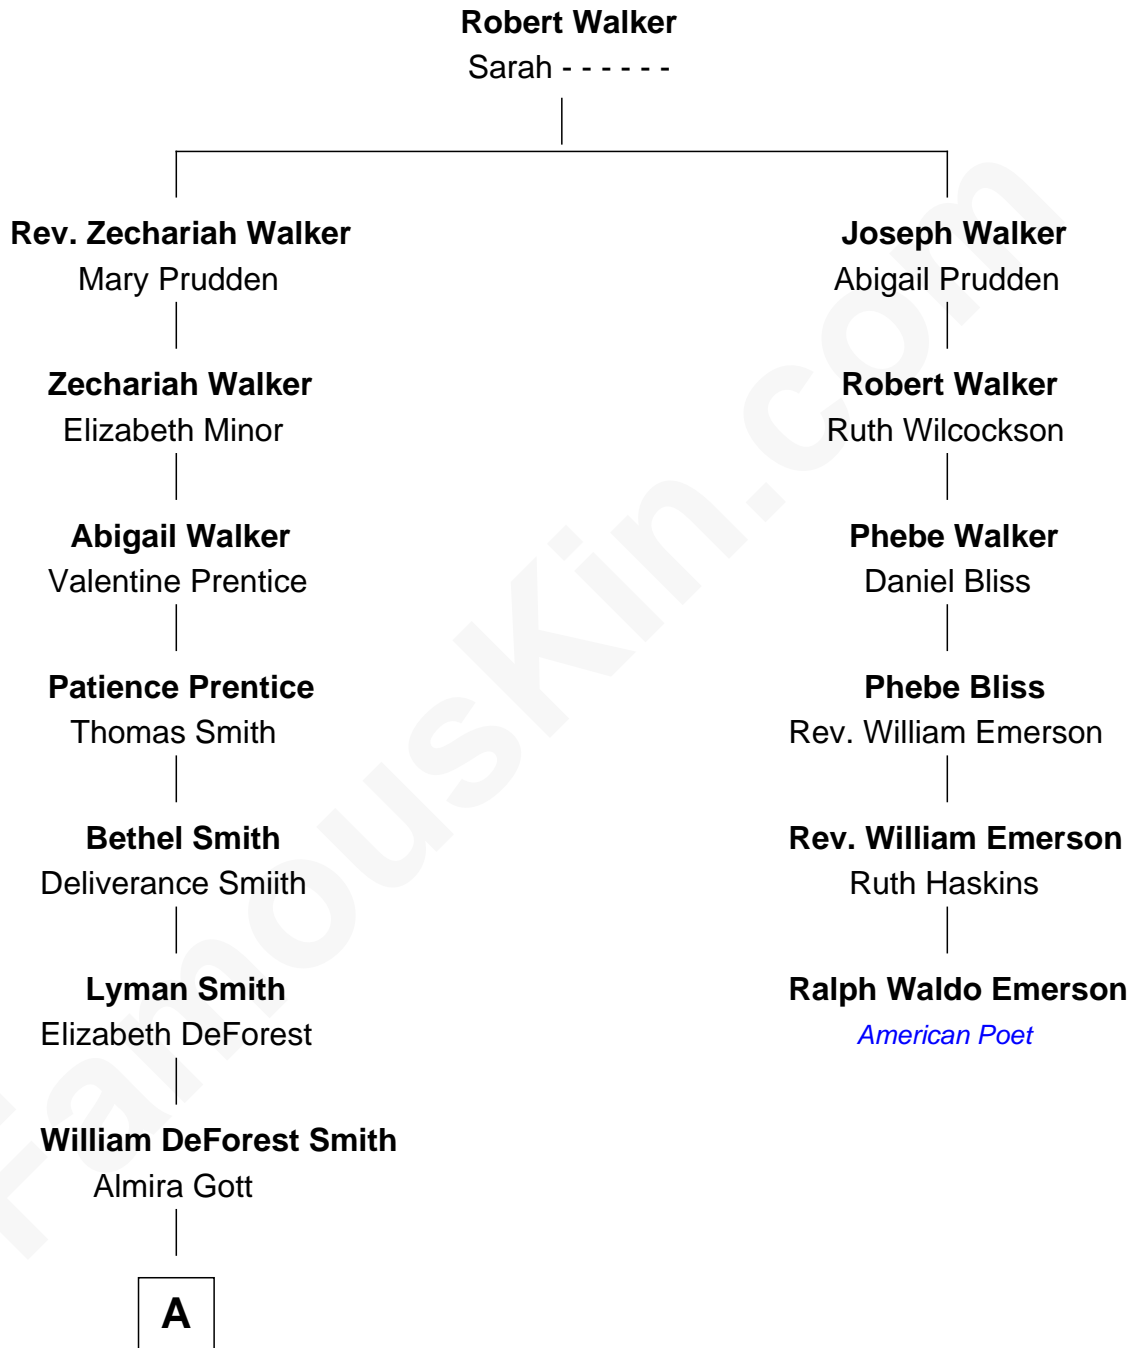 Robert Walker
Sarah - - - - - -
Rev. Zechariah Walker
Mary Prudden
Joseph Walker
Abigail Prudden
Zechariah Walker
Elizabeth Minor
Robert Walker
Ruth Wilcockson
Abigail Walker
Valentine Prentice
Phebe Walker
Daniel Bliss
Patience Prentice
Thomas Smith
Phebe Bliss
Rev. William Emerson
Bethel Smith
Deliverance Smiith
Rev. William Emerson
Ruth Haskins
Lyman Smith
Elizabeth DeForest
Ralph Waldo Emerson
American Poet
William DeForest Smith
Almira Gott
A
FamousKin.com